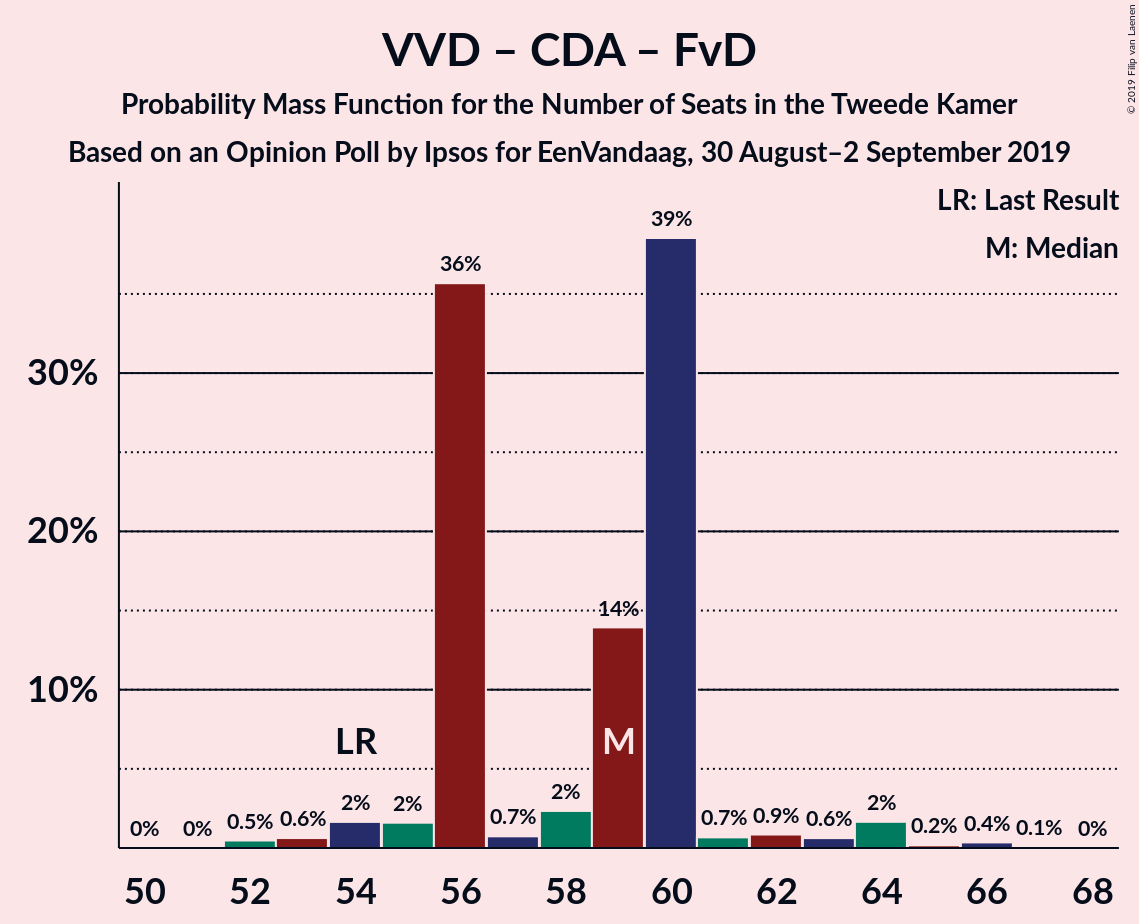 VVD – CDA – FvD
Probability Mass Function for the Number of Seats in the Tweede Kamer
Based on an Opinion Poll by Ipsos for EenVandaag, 30 August–2 September 2019
© 2019 Filip van Laenen
LR: Last Result
M: Median
39%
36%
30%
20%
14%
10%
LR
M
0% 0% 0.5% 0.6% 2% 2% 0.7% 2% 0.7% 0.9% 0.6% 2% 0.2% 0.4% 0.1% 0%
50 52 54 56 58 60 62 64 66 68